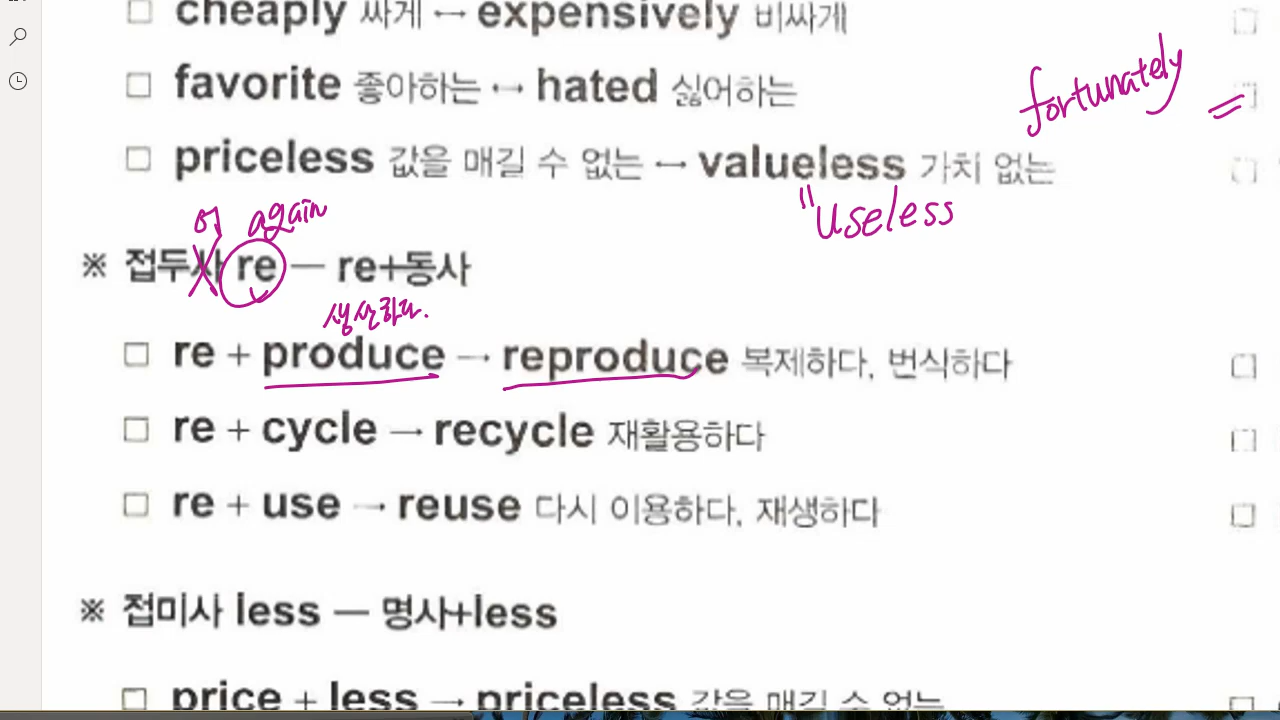 cheaply 싸게 ↔ expensively 비싸게
favorite 좋아하는 ↔ hated 싫어하는
fortunately
priceless 값을 매길 수 없는 ↔ valueless 가치 없는
"useless
어 again
※ 접두사 re — re+동사
생산하다.
re + produce → reproduce 복제하다, 번식하다
re + cycle → recycle 재활용하다
re + use → reuse 다시 이용하다, 재생하다
※ 접미사 less — 명사+less
price + less → priceless 값을 매길 수 없는